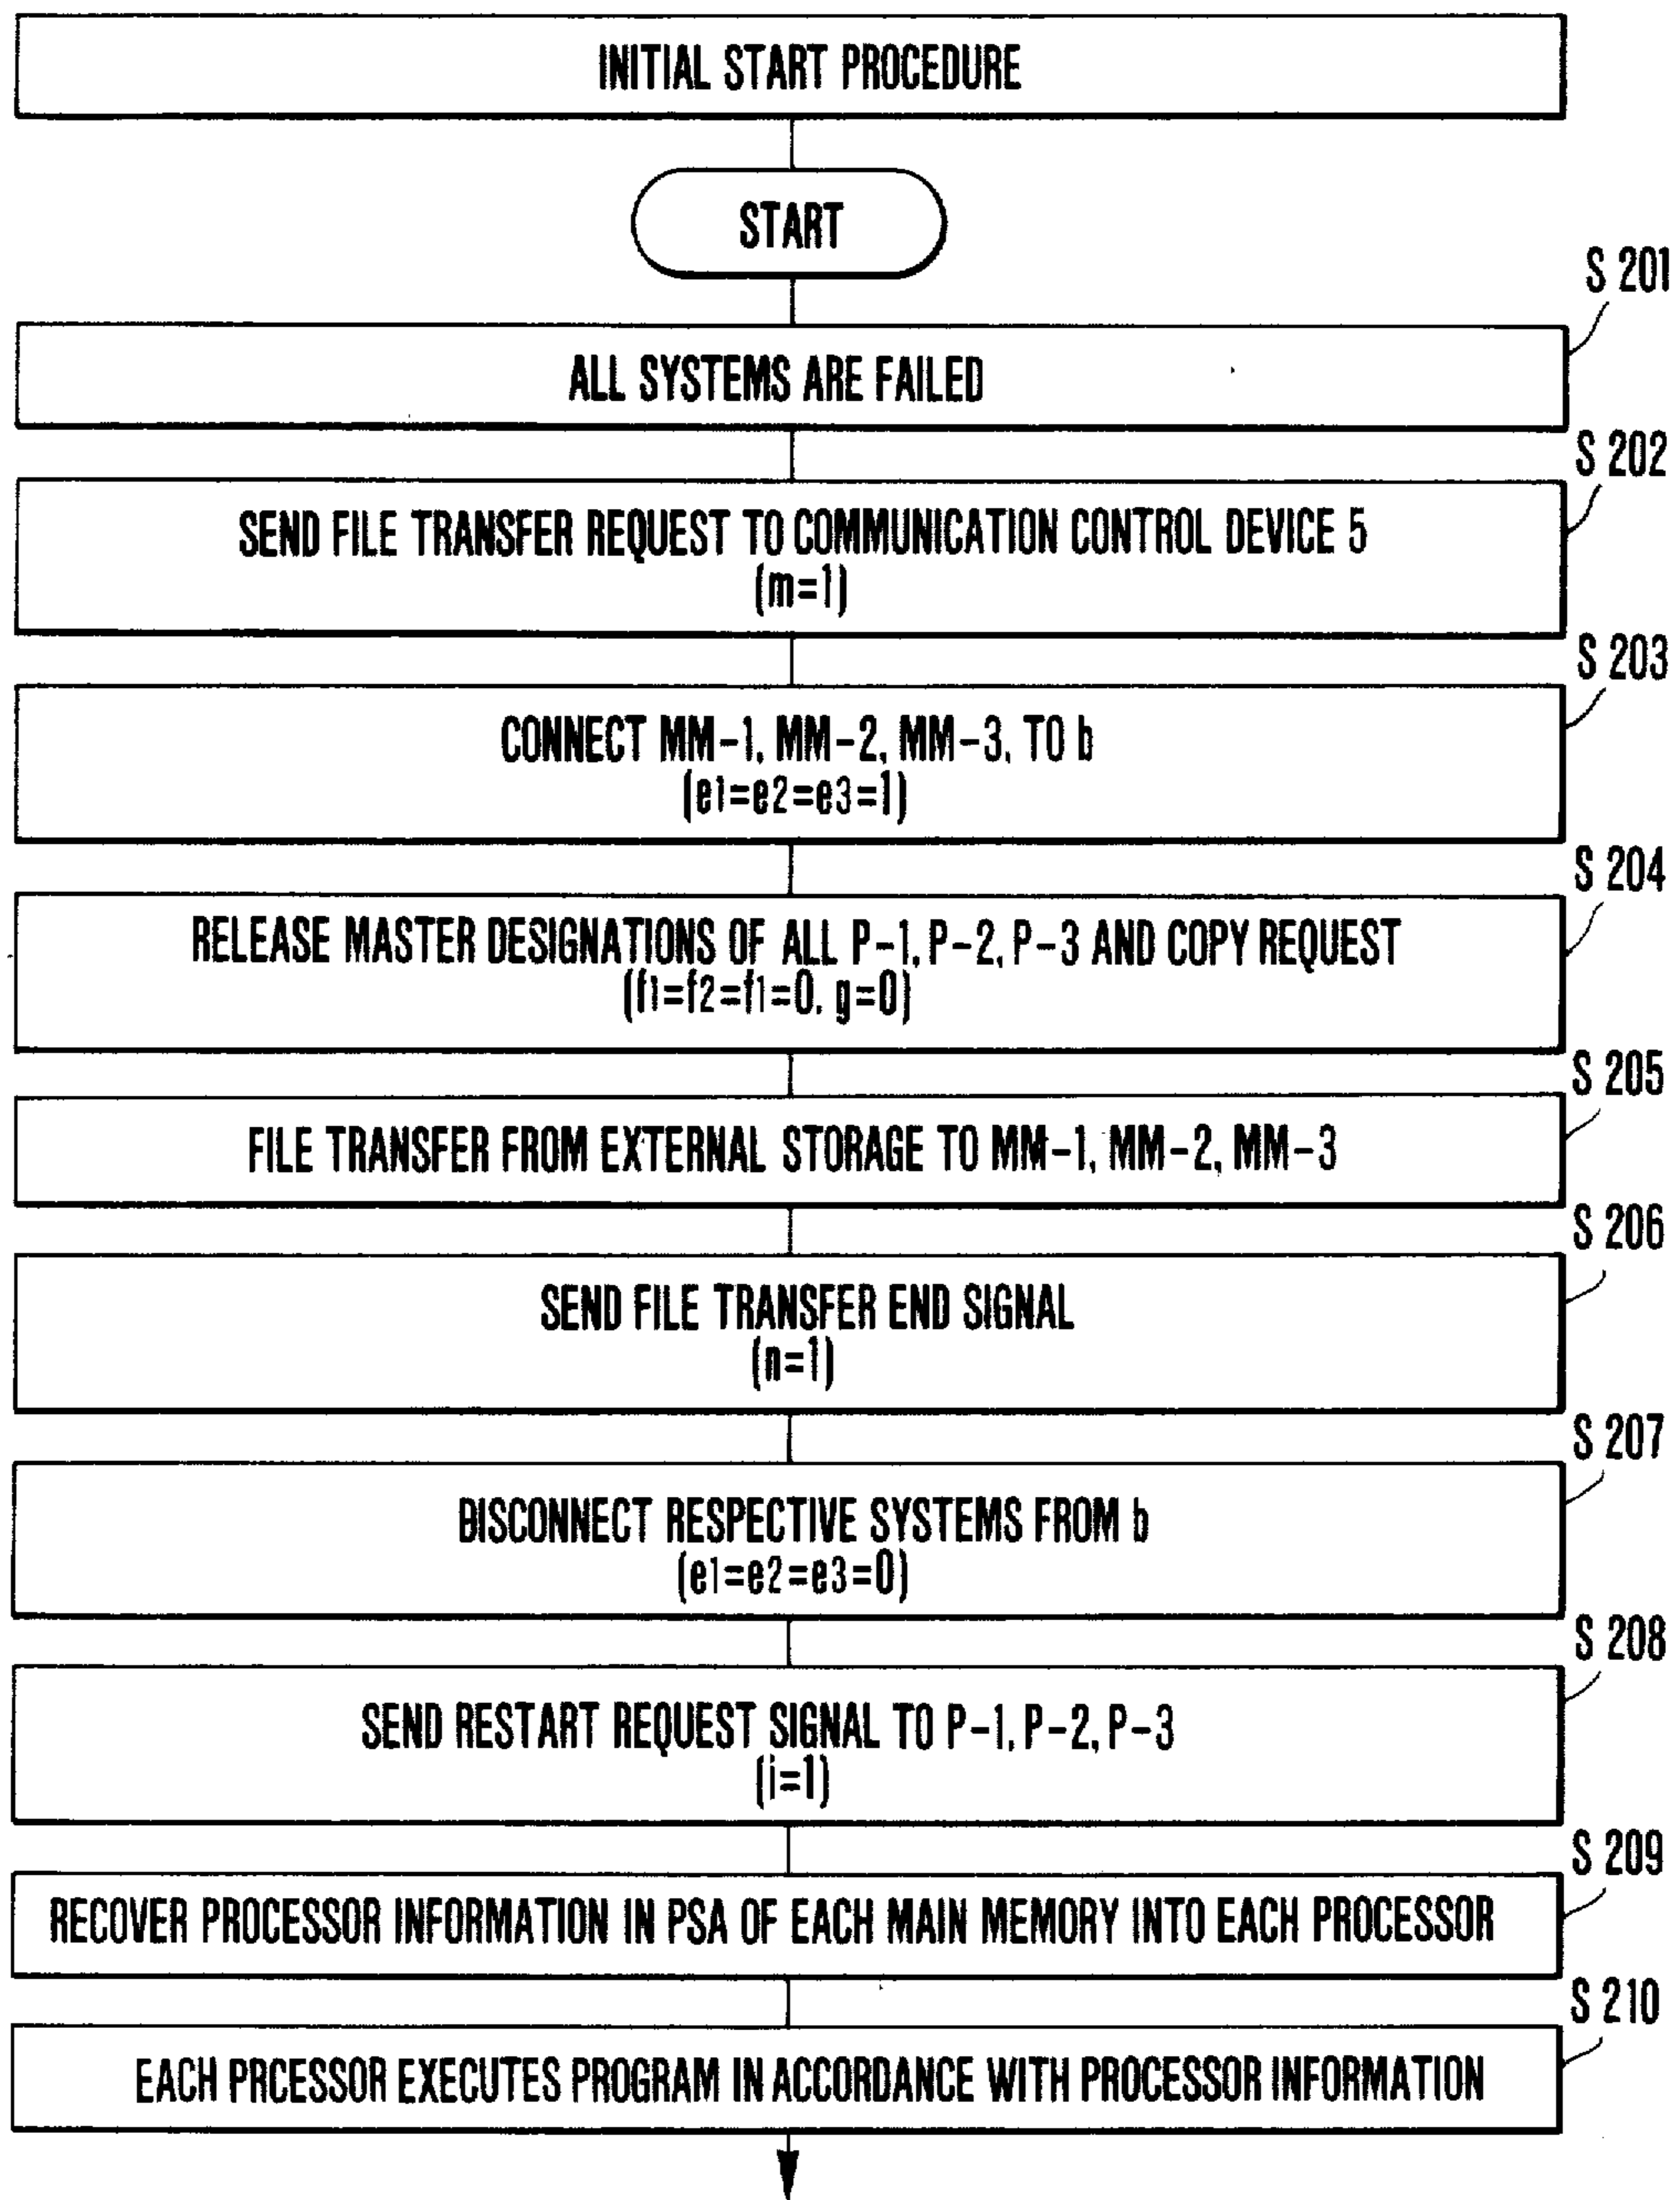 INITIAL START PROCEDURE
START
S 201
ALL SYSTEMS ARE FAILED
S 202
SEND FILE TRANSFER REQUEST TO COMMUNICATION CONTROL DEVICE 5
(m=1)
S 203
CONNECT MM-1, MM-2, MM-3, TO b
(e1=e2=e3=1)
S 204
RELEASE MASTER DESIGNATIONS OF ALL P-1, P-2, P-3 AND COPY REQUEST
(f1=f2=f1=0, g=0)
S 205
FILE TRANSFER FROM EXTERNAL STORAGE TO MM-1, MM-2, MM-3
S 206
SEND FILE TRANSFER END SIGNAL
(n=1)
S 207
DISCONNECT RESPECTIVE SYSTEMS FROM b
(e1=e2=e3=0)
S 208
SEND RESTART REQUEST SIGNAL TO P-1, P-2, P-3
(i=1)
S 209
RECOVER PROCESSOR INFORMATION IN PSA OF EACH MAIN MEMORY INTO EACH PROCESSOR
S 210
EACH PRCESSOR EXECUTES PROGRAM IN ACCORDANCE WITH PROCESSOR INFORMATION